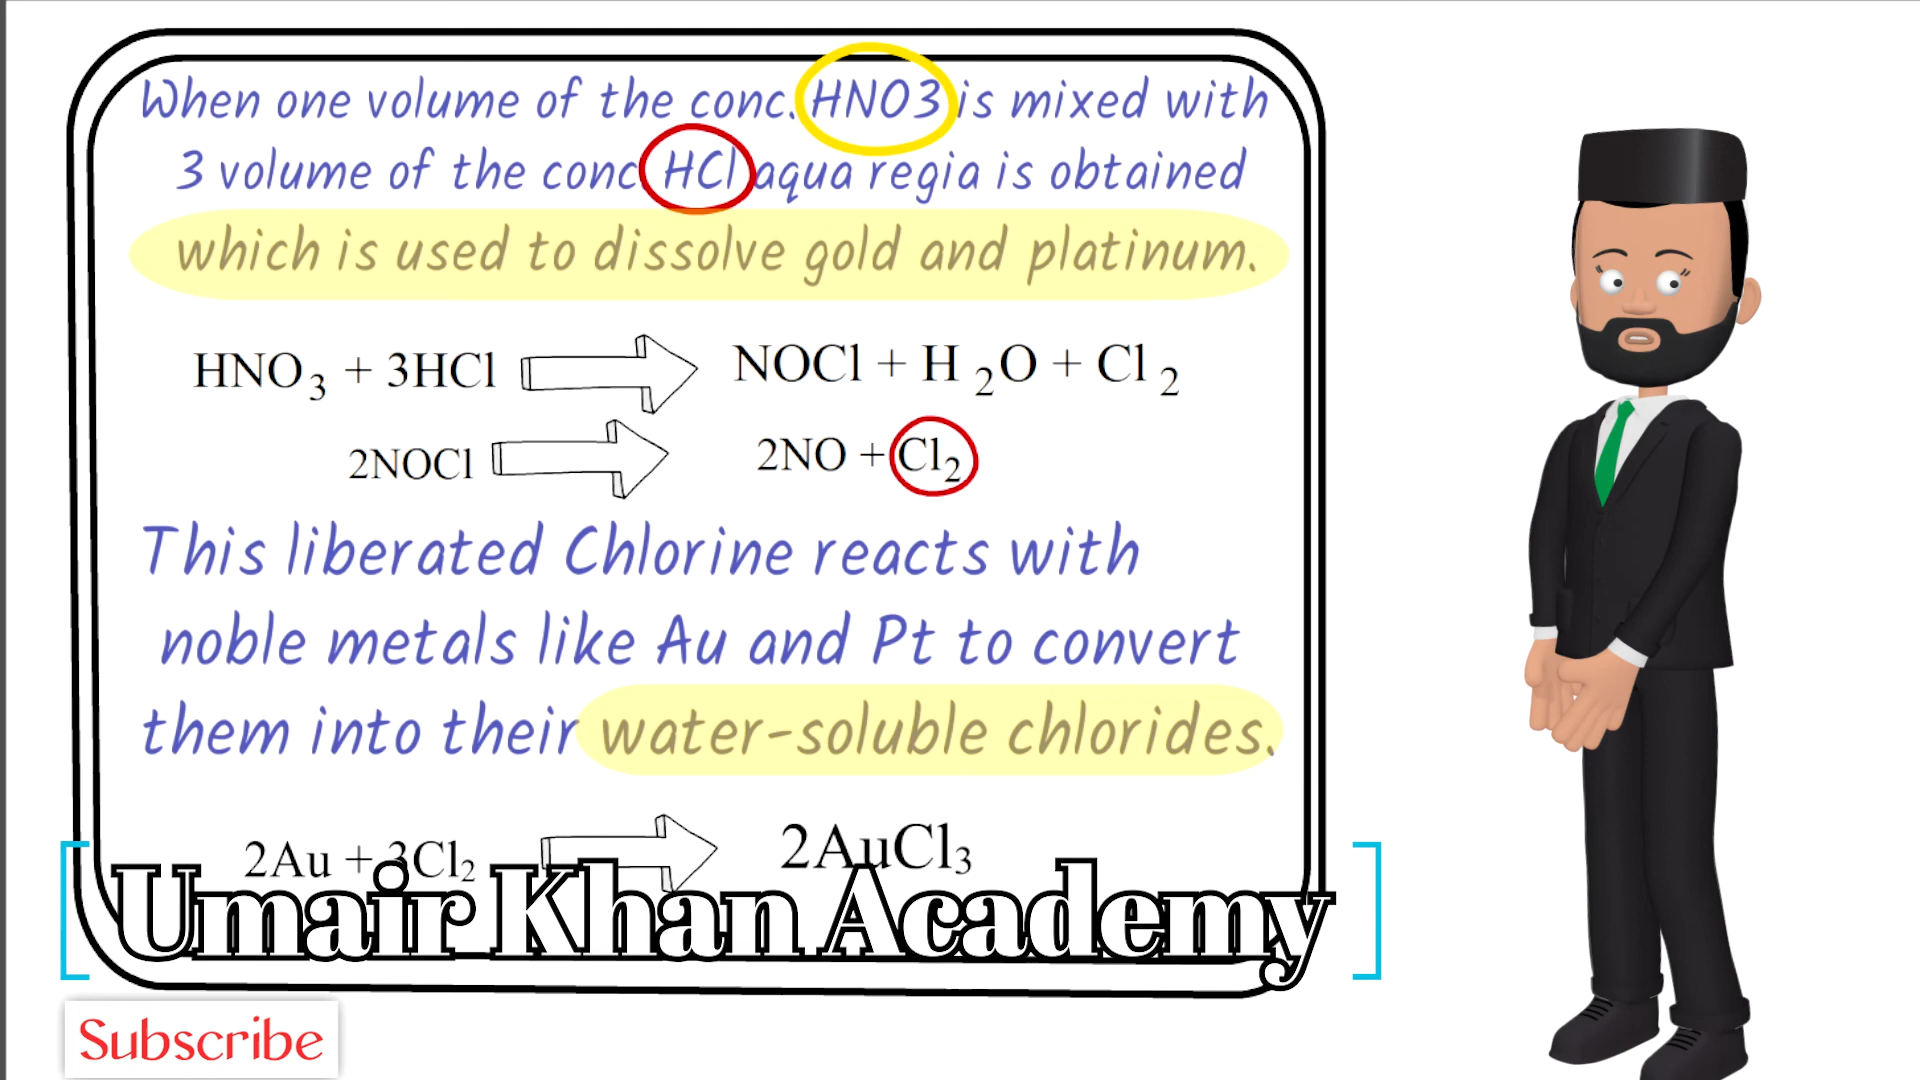 When one volume of the conc. HNO3 is mixed with
3 volume of the conc. HCl aqua regia is obtained
which is used to dissolve gold and platinum.
HNO3 + 3HCl NOCl + H2O + Cl2
2NOCl 2NO + Cl2
This liberated Chlorine reacts with
noble metals like Au and Pt to convert
them into their water-soluble chlorides.
2Au + 3Cl2 2AuCl3
Umair Khan Academy
Subscribe